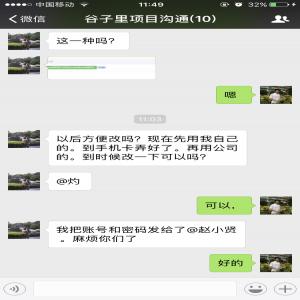 中国移动
11:49
32%
微信
谷子里项目沟通(10)
这一种吗?
嗯
11:03
以后方便改吗?现在先用我自己
的。到手机卡弄好了。再用公司
的。到时候改一下可以吗?
@灼
可以,
我把账号和密码发给了@赵小贤
。麻烦你们了
好的